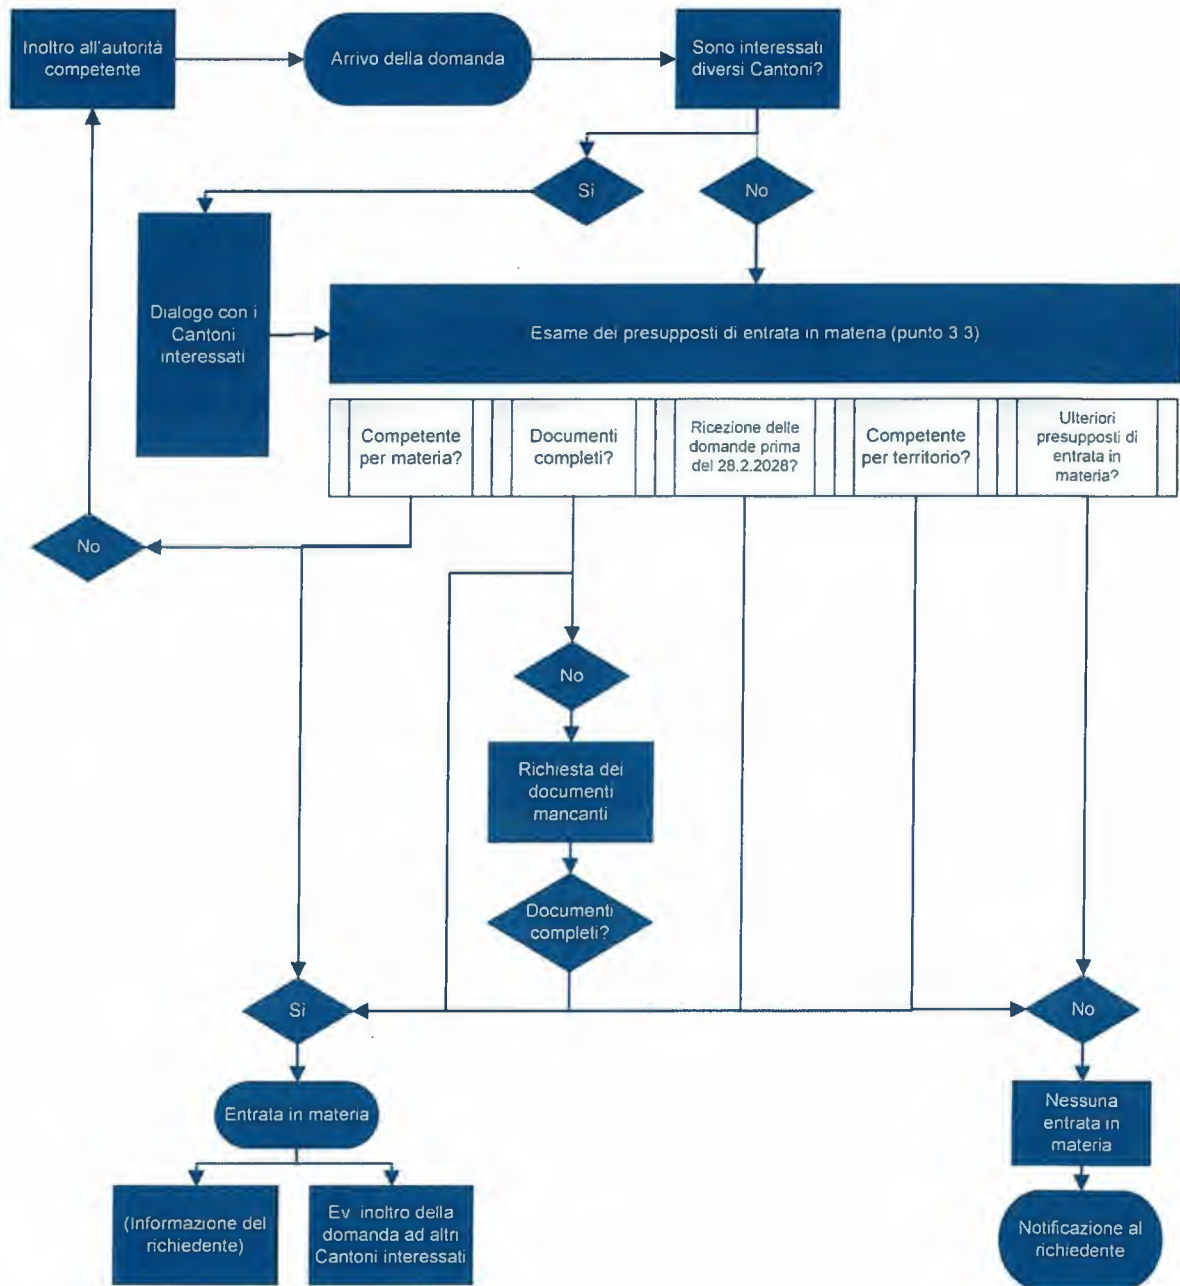 Inoltro all'autorità
competente
Arrivo della domanda
Sono interessati
diversi Cantoni?
Si
No
Dialogo con i
Cantoni
interessati
Esame dei presupposti di entrata in materia (punto 3 3)
Competente
per materia?
Documenti
completi?
Ricezione delle
domande prima
del 28.2.2028?
Competente
per territorio?
Ulteriori
presupposti di
entrata in
materia?
No
No
Richiesta dei
documenti
mancanti
Documenti
completi?
Si
No
Entrata in materia
Nessuna
entrata in
materia
(Informazione del
richiedente)
Ev inoltro della
domanda ad altri
Cantoni interessati
Notificazione al
richiedente